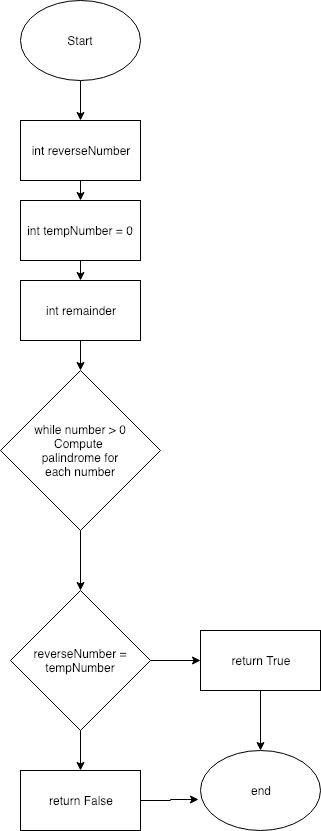 Start
int reverseNumber
int tempNumber = 0
int remainder
while number > 0
Compute
palindrome for
each number
reverseNumber =
tempNumber
return True
return False
end